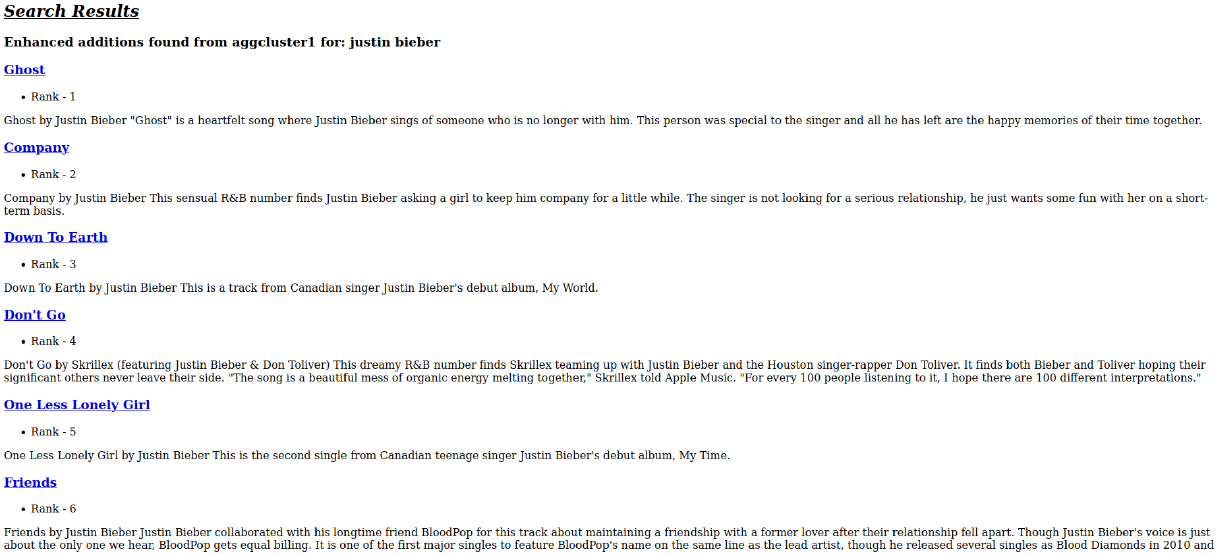 Search Results
Enhanced additions found from aggcluster1 for: justin bieber
Ghost
• Rank - 1
Ghost by Justin Bieber "Ghost" is a heartfelt song where Justin Bieber sings of someone who is no longer with him. This person was special to the singer and all he has left are the happy memories of their time together.
Company
• Rank - 2
Company by Justin Bieber This sensual R&B number finds Justin Bieber asking a girl to keep him company for a little while. The singer is not looking for a serious relationship, he just wants some fun with her on a short-
term basis.
Down To Earth
• Rank - 3
Down To Earth by Justin Bieber This is a track from Canadian singer Justin Bieber's debut album, My World.
Don't Go
• Rank - 4
Don't Go by Skrillex (featuring Justin Bieber & Don Toliver) This dreamy R&B number finds Skrillex teaming up with Justin Bieber and the Houston singer-rapper Don Toliver. It finds both Bieber and Toliver hoping their
significant others never leave their side. "The song is a beautiful mess of organic energy melting together," Skrillex told Apple Music. "For every 100 people listening to it, I hope there are 100 different interpretations."
One Less Lonely Girl
• Rank - 5
One Less Lonely Girl by Justin Bieber This is the second single from Canadian teenage singer Justin Bieber's debut album, My Time.
Friends
• Rank - 6
Friends by Justin Bieber Justin Bieber collaborated with his longtime friend BloodPop for this track about maintaining a friendship with a former lover after their relationship fell apart. Though Justin Bieber's voice is just
about the only one we hear, BloodPop gets equal billing. It is one of the first major singles to feature BloodPop's name on the same line as the lead artist, though he released several singles as Blood Diamonds in 2010 and